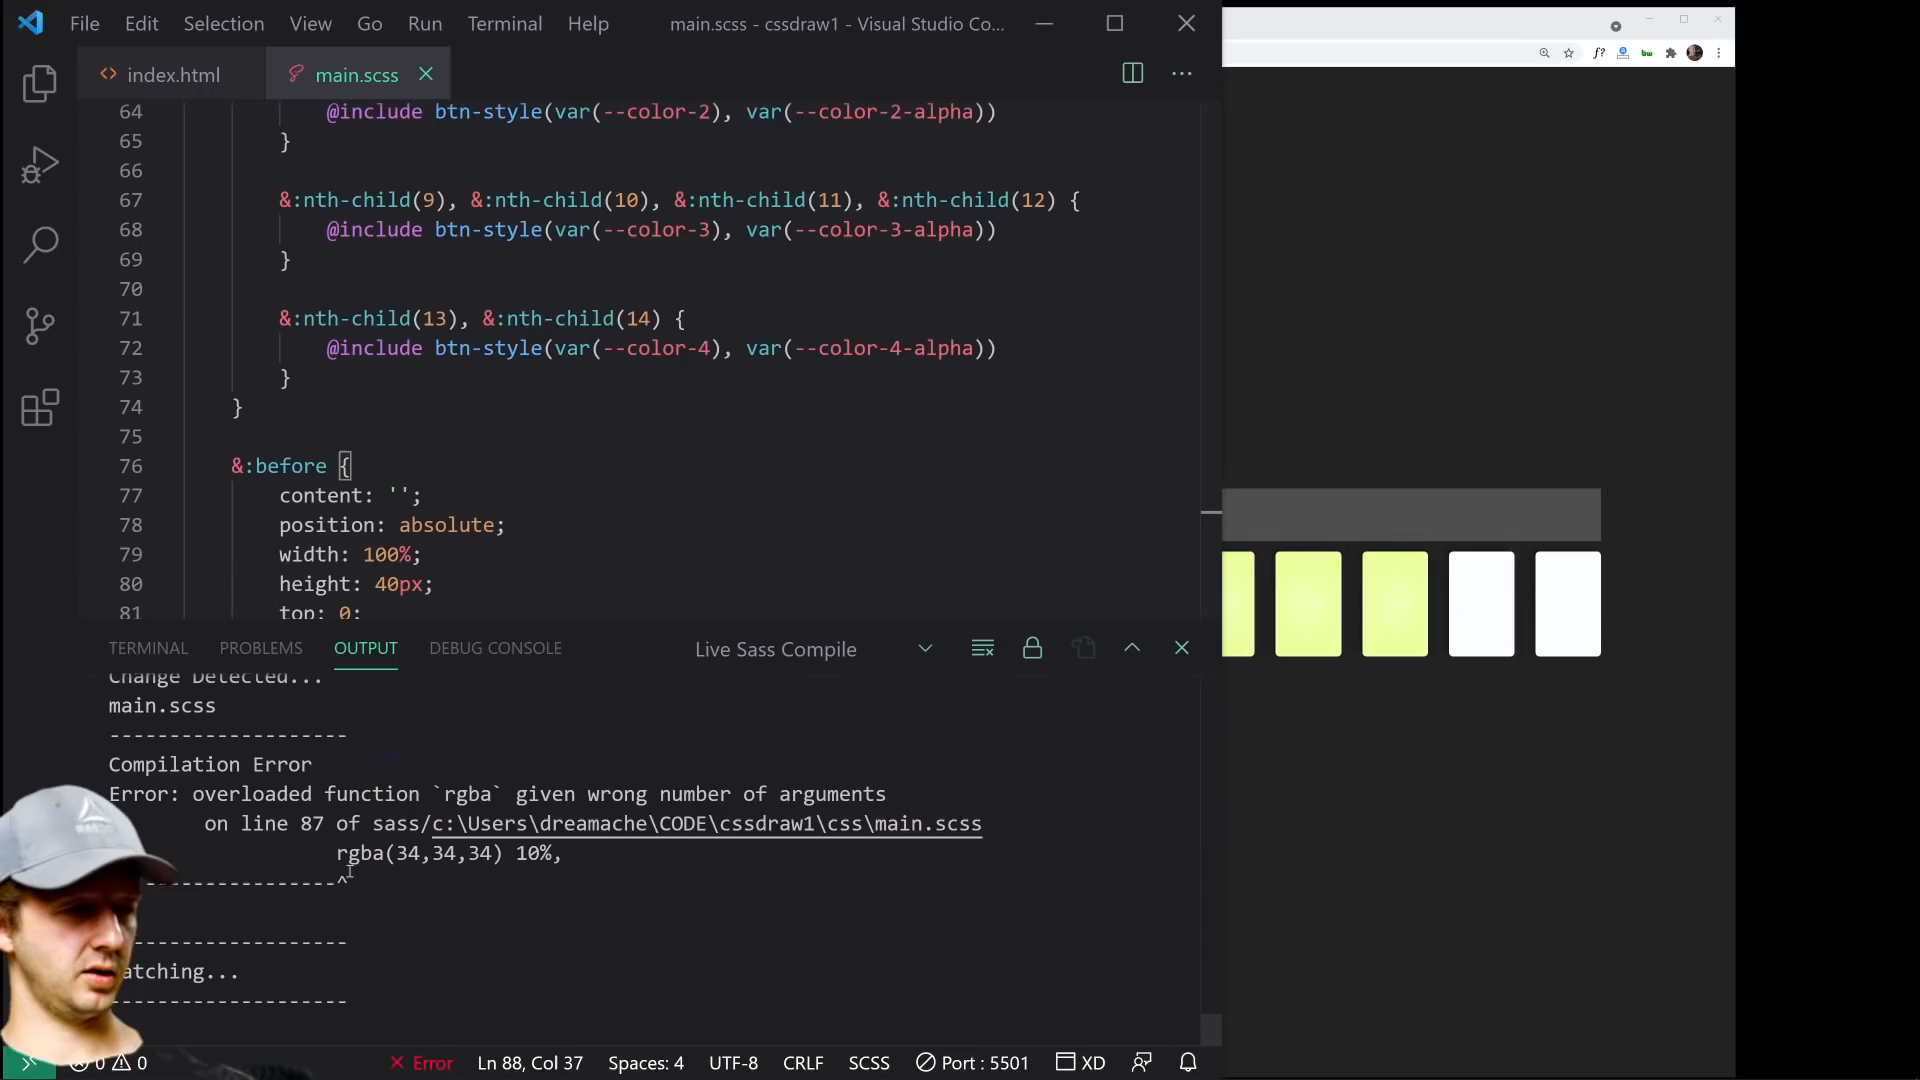 File Edit Selection View Go Run Terminal Help main.scss - cssdraw1 - Visual Studio Co...
index.html main.scss
f? bw
64 @include btn-style(var(--color-2), var(--color-2-alpha))
65 }
66
67 &:nth-child(9), &:nth-child(10), &:nth-child(11), &:nth-child(12) {
68 @include btn-style(var(--color-3), var(--color-3-alpha))
69 }
70
71 &:nth-child(13), &:nth-child(14) {
72 @include btn-style(var(--color-4), var(--color-4-alpha))
73 }
74 }
75
76 &:before {
77 content: '';
78 position: absolute;
79 width: 100%;
80 height: 40px;
81 top: 0;
TERMINAL PROBLEMS OUTPUT DEBUG CONSOLE Live Sass Compile
Change Detected...
main.scss
--------------------
Compilation Error
Error: overloaded function `rgba` given wrong number of arguments
on line 87 of sass/c:\Users\dreamache\CODE\cssdraw1\css\main.scss
rgba(34,34,34) 10%,
----------------^
------------------
atching...
------------------
0 0 Error Ln 88, Col 37 Spaces: 4 UTF-8 CRLF SCSS Port : 5501 XD